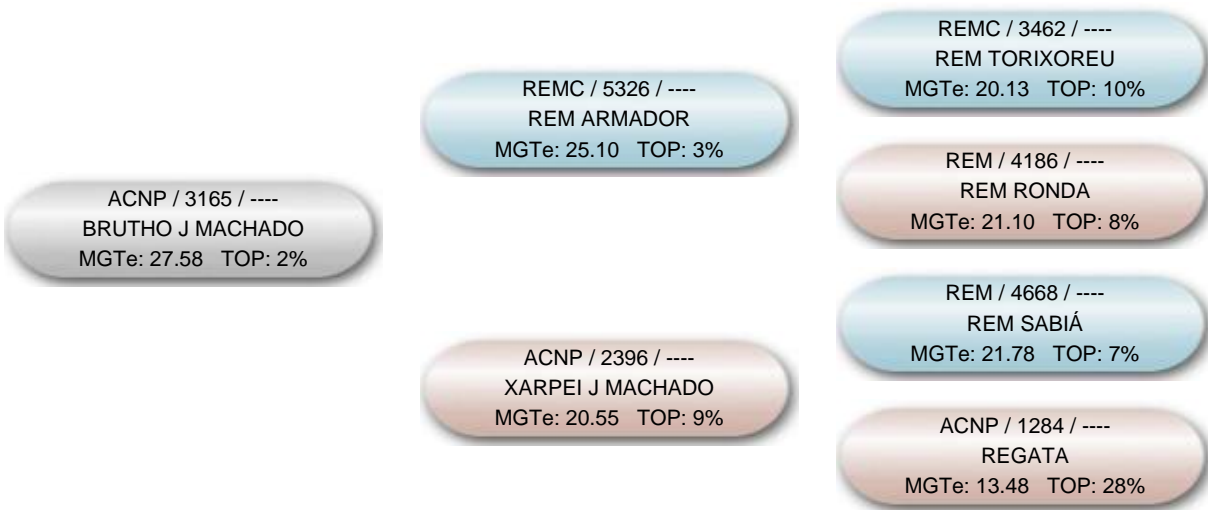 ACNP / 3165 / ----
BRUTHO J MACHADO
MGTe: 27.58 TOP: 2%
REMC / 5326 / ----
REM ARMADOR
MGTe: 25.10 TOP: 3%
ACNP / 2396 / ----
XARPEI J MACHADO
MGTe: 20.55 TOP: 9%
REMC / 3462 / ----
REM TORIXOREU
MGTe: 20.13 TOP: 10%
REM / 4186 / ----
REM RONDA
MGTe: 21.10 TOP: 8%
REM / 4668 / ----
REM SABIÁ
MGTe: 21.78 TOP: 7%
ACNP / 1284 / ----
REGATA
MGTe: 13.48 TOP: 28%